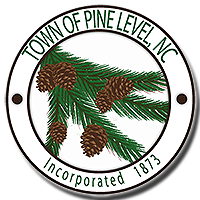 TOWN OF PINE LEVEL, NC
Incorporated 1873